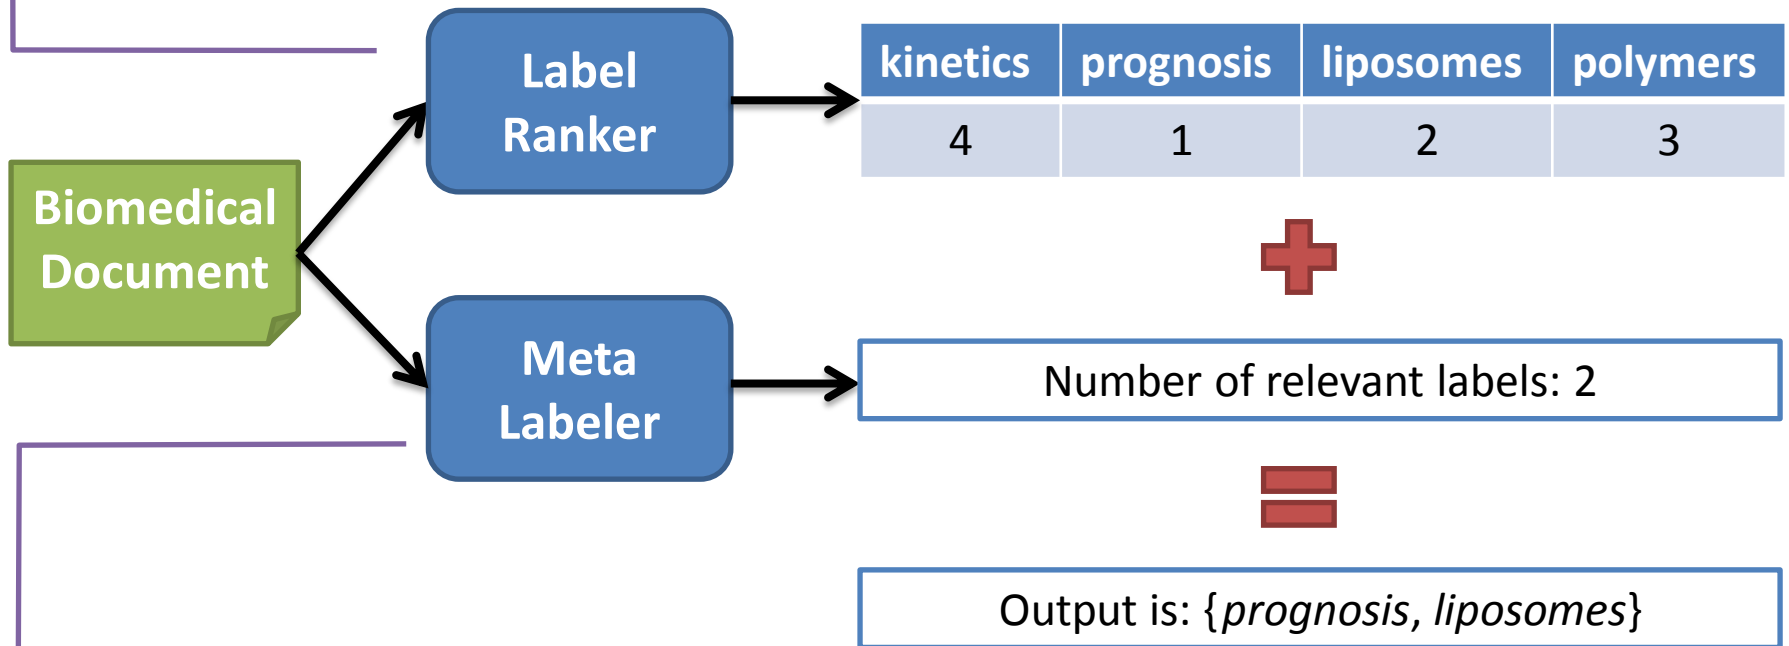 Label
Ranker
kinetics prognosis liposomes polymers
4 1 2 3
Biomedical
Document
Meta
Labeler
Number of relevant labels: 2
Output is: {prognosis, liposomes}